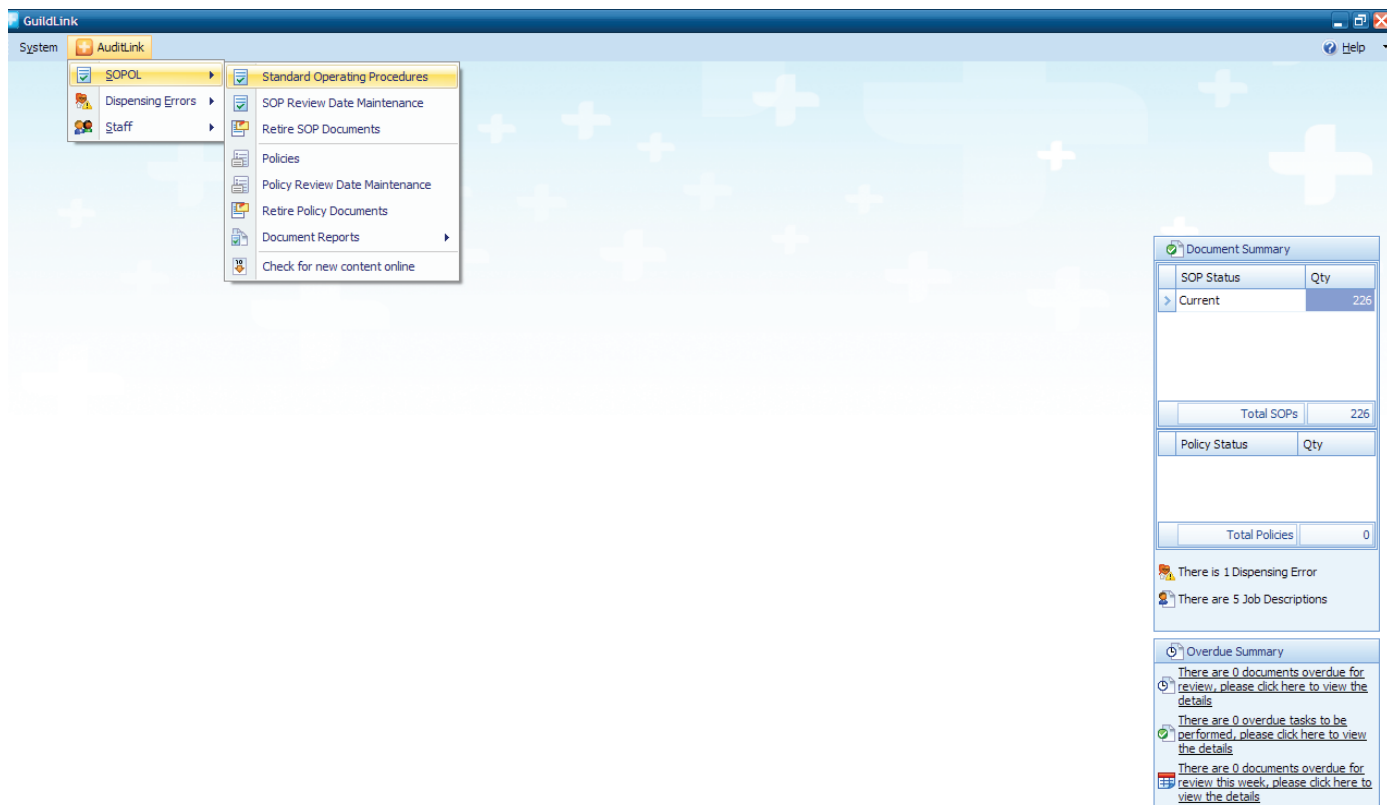 GuildLink
System AuditLink Help
SOPOL
Dispensing Errors
Staff
Standard Operating Procedures
SOP Review Date Maintenance
Retire SOP Documents
Policies
Policy Review Date Maintenance
Retire Policy Documents
Document Reports
Check for new content online
Document Summary
SOP Status Qty
Current 226
Total SOPs 226
Policy Status Qty
Total Policies 0
There is 1 Dispensing Error
There are 5 Job Descriptions
Overdue Summary
There are 0 documents overdue for
review, please click here to view the
details
There are 0 overdue tasks to be
performed, please click here to view
the details
There are 0 documents overdue for
review this week, please click here to
view the details